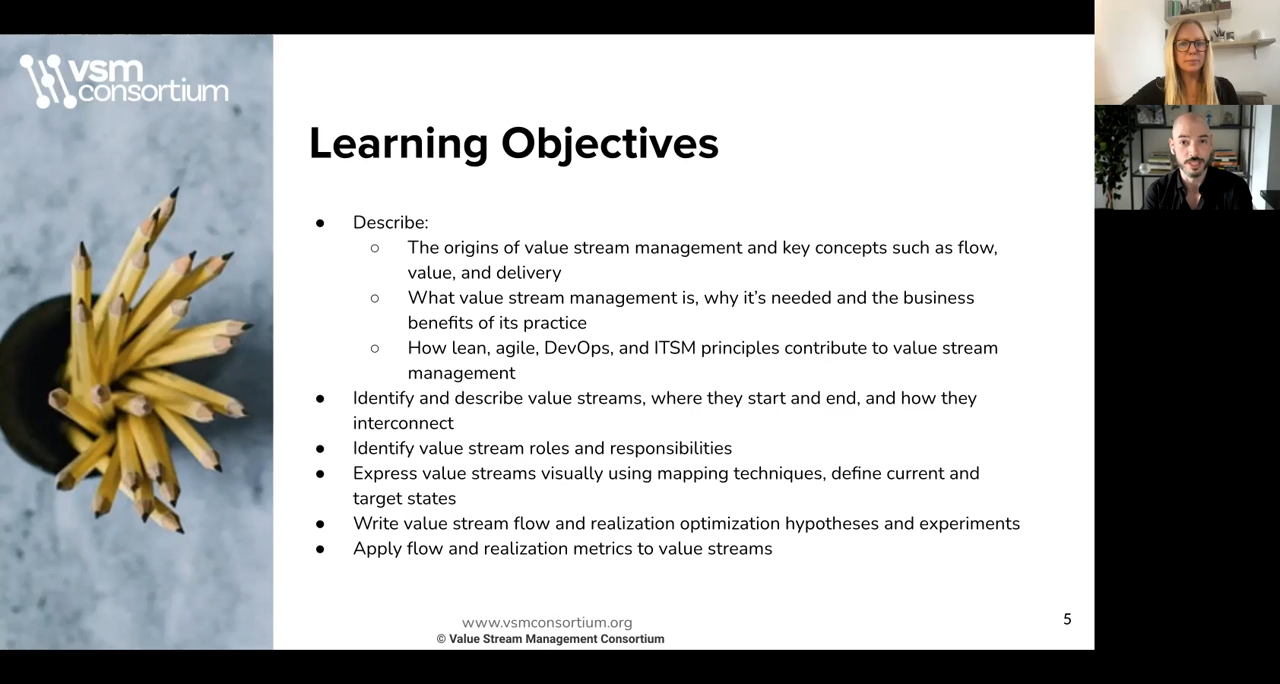 vsm
consortium
Learning Objectives
● Describe:
○ The origins of value stream management and key concepts such as flow,
value, and delivery
○ What value stream management is, why it’s needed and the business
benefits of its practice
○ How lean, agile, DevOps, and ITSM principles contribute to value stream
management
● Identify and describe value streams, where they start and end, and how they
interconnect
● Identify value stream roles and responsibilities
● Express value streams visually using mapping techniques, define current and
target states
● Write value stream flow and realization optimization hypotheses and experiments
● Apply flow and realization metrics to value streams
www.vsmconsortium.org
© Value Stream Management Consortium
5